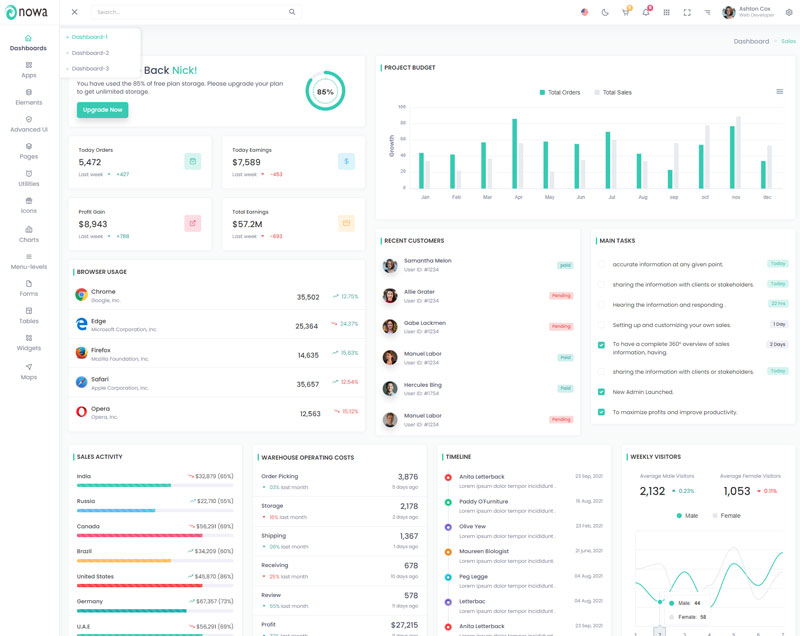 nowa
Search...
Ashton Cox
Web Developer
Dashboards
Apps
Elements
Advanced UI
Pages
Utilities
Icons
Charts
Menu-levels
Forms
Tables
Widgets
Maps
Dashboard-1
Dashboard-2
Dashboard-3
Dashboard
Sales
Back Nick!
You have used the 85% of free plan storage. Please upgrade your plan
to get unlimited storage.
Upgrade Now
85%
Today Orders
5,472
Last week +427
Today Earnings
$7,589
Last week -453
Profit Gain
$8,943
Last week +788
Total Earnings
$57.2M
Last week -693
PROJECT BUDGET
Total Orders Total Sales
Growth
100
80
60
40
20
0
Jan Feb Mar Apr May Jun Jul Aug sep oct nov dec
BROWSER USAGE
Chrome
Google, Inc.
35,502 12.75%
Edge
Microsoft Corporation, Inc.
25,364 24.37%
Firefox
Mozilla Foundation, Inc.
14,635 15.63%
Safari
Apple Corporation, Inc.
35,657 12.54%
Opera
Opera, Inc.
12,563 15.12%
RECENT CUSTOMERS
Samantha Melon
User ID: #1234
paid
Allie Grater
User ID: #1234
Pending
Gabe Lackmen
User ID: #1234
Pending
Manuel Labor
User ID: #1234
Paid
Hercules Bing
User ID: #1754
Paid
Manuel Labor
User ID: #1234
Pending
MAIN TASKS
accurate information at any given point. Today
sharing the information with clients or stakeholders. Today
Hearing the information and responding . 22 hrs
Setting up and customizing your own sales. 1 Day
To have a complete 360° overview of sales
information, having. 2 Days
sharing the information with clients or stakeholders. Today
New Admin Launched.
To maximize profits and improve productivity.
SALES ACTIVITY
India $32,879 (65%)
Russia $22,710 (55%)
Canada $56,291 (69%)
Brazil $34,209 (60%)
United States $45,870 (86%)
Germany $67,357 (73%)
U.A.E $56,291 (69%)
WAREHOUSE OPERATING COSTS
Order Picking 3,876
03% last month 5 days ago
Storage 2,178
16% last month 2 days ago
Shipping 1,367
06% last month 1 days ago
Receiving 678
25% last month 10 days ago
Review 578
55% last month 11 days ago
Profit $27,215
TIMELINE
Anita Letterback 23 Sep, 2021
Lorem ipsum dolor tempor incididunt .
Paddy O'Furniture 16 Aug, 2021
Lorem ipsum dolor tempor incididunt .
Olive Yew 23 Feb, 2021
Lorem ipsum dolor tempor incididunt .
Maureen Biologist 21 june, 2021
Lorem ipsum dolor tempor incididunt .
Peg Legge 04 Aug, 2021
Lorem ipsum dolor tempor incididunt .
Letterbac 04 Aug, 2021
Lorem ipsum dolor tempor incididunt .
Anita Letterback 23 Sep, 2021
WEEKLY VISITORS
Average Male Visitors
2,132 0.23%
Average Female Visitors
1,053 0.11%
Male Female
Male: 44
Female: 58